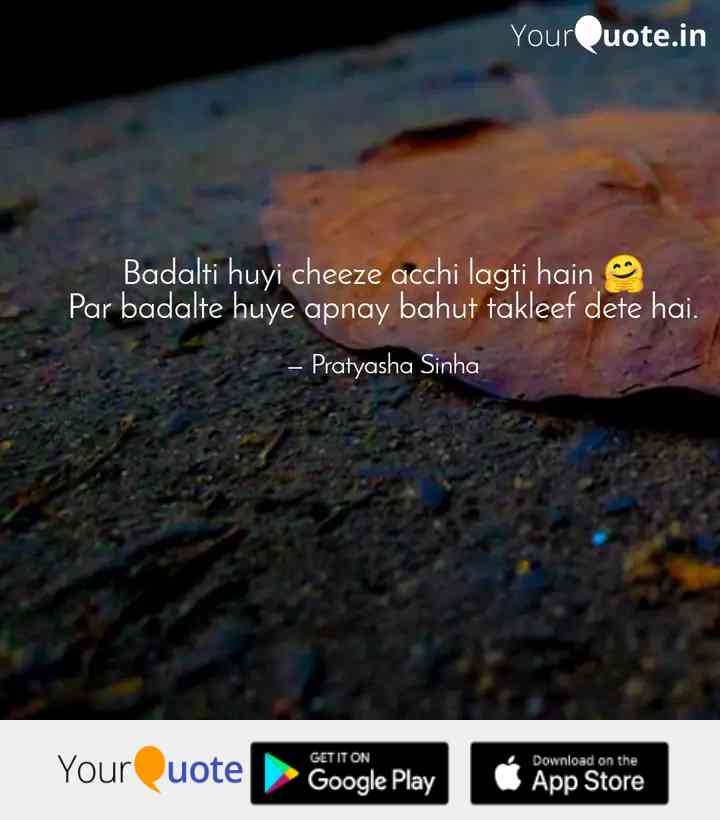 YourQuote.in
Badalti huyi cheeze acchi lagti hain 🤗
Par badalte huye apnay bahut takleef dete hai.
– Pratyasha Sinha
YourQuote
GET IT ON
Google Play
Download on the
App Store